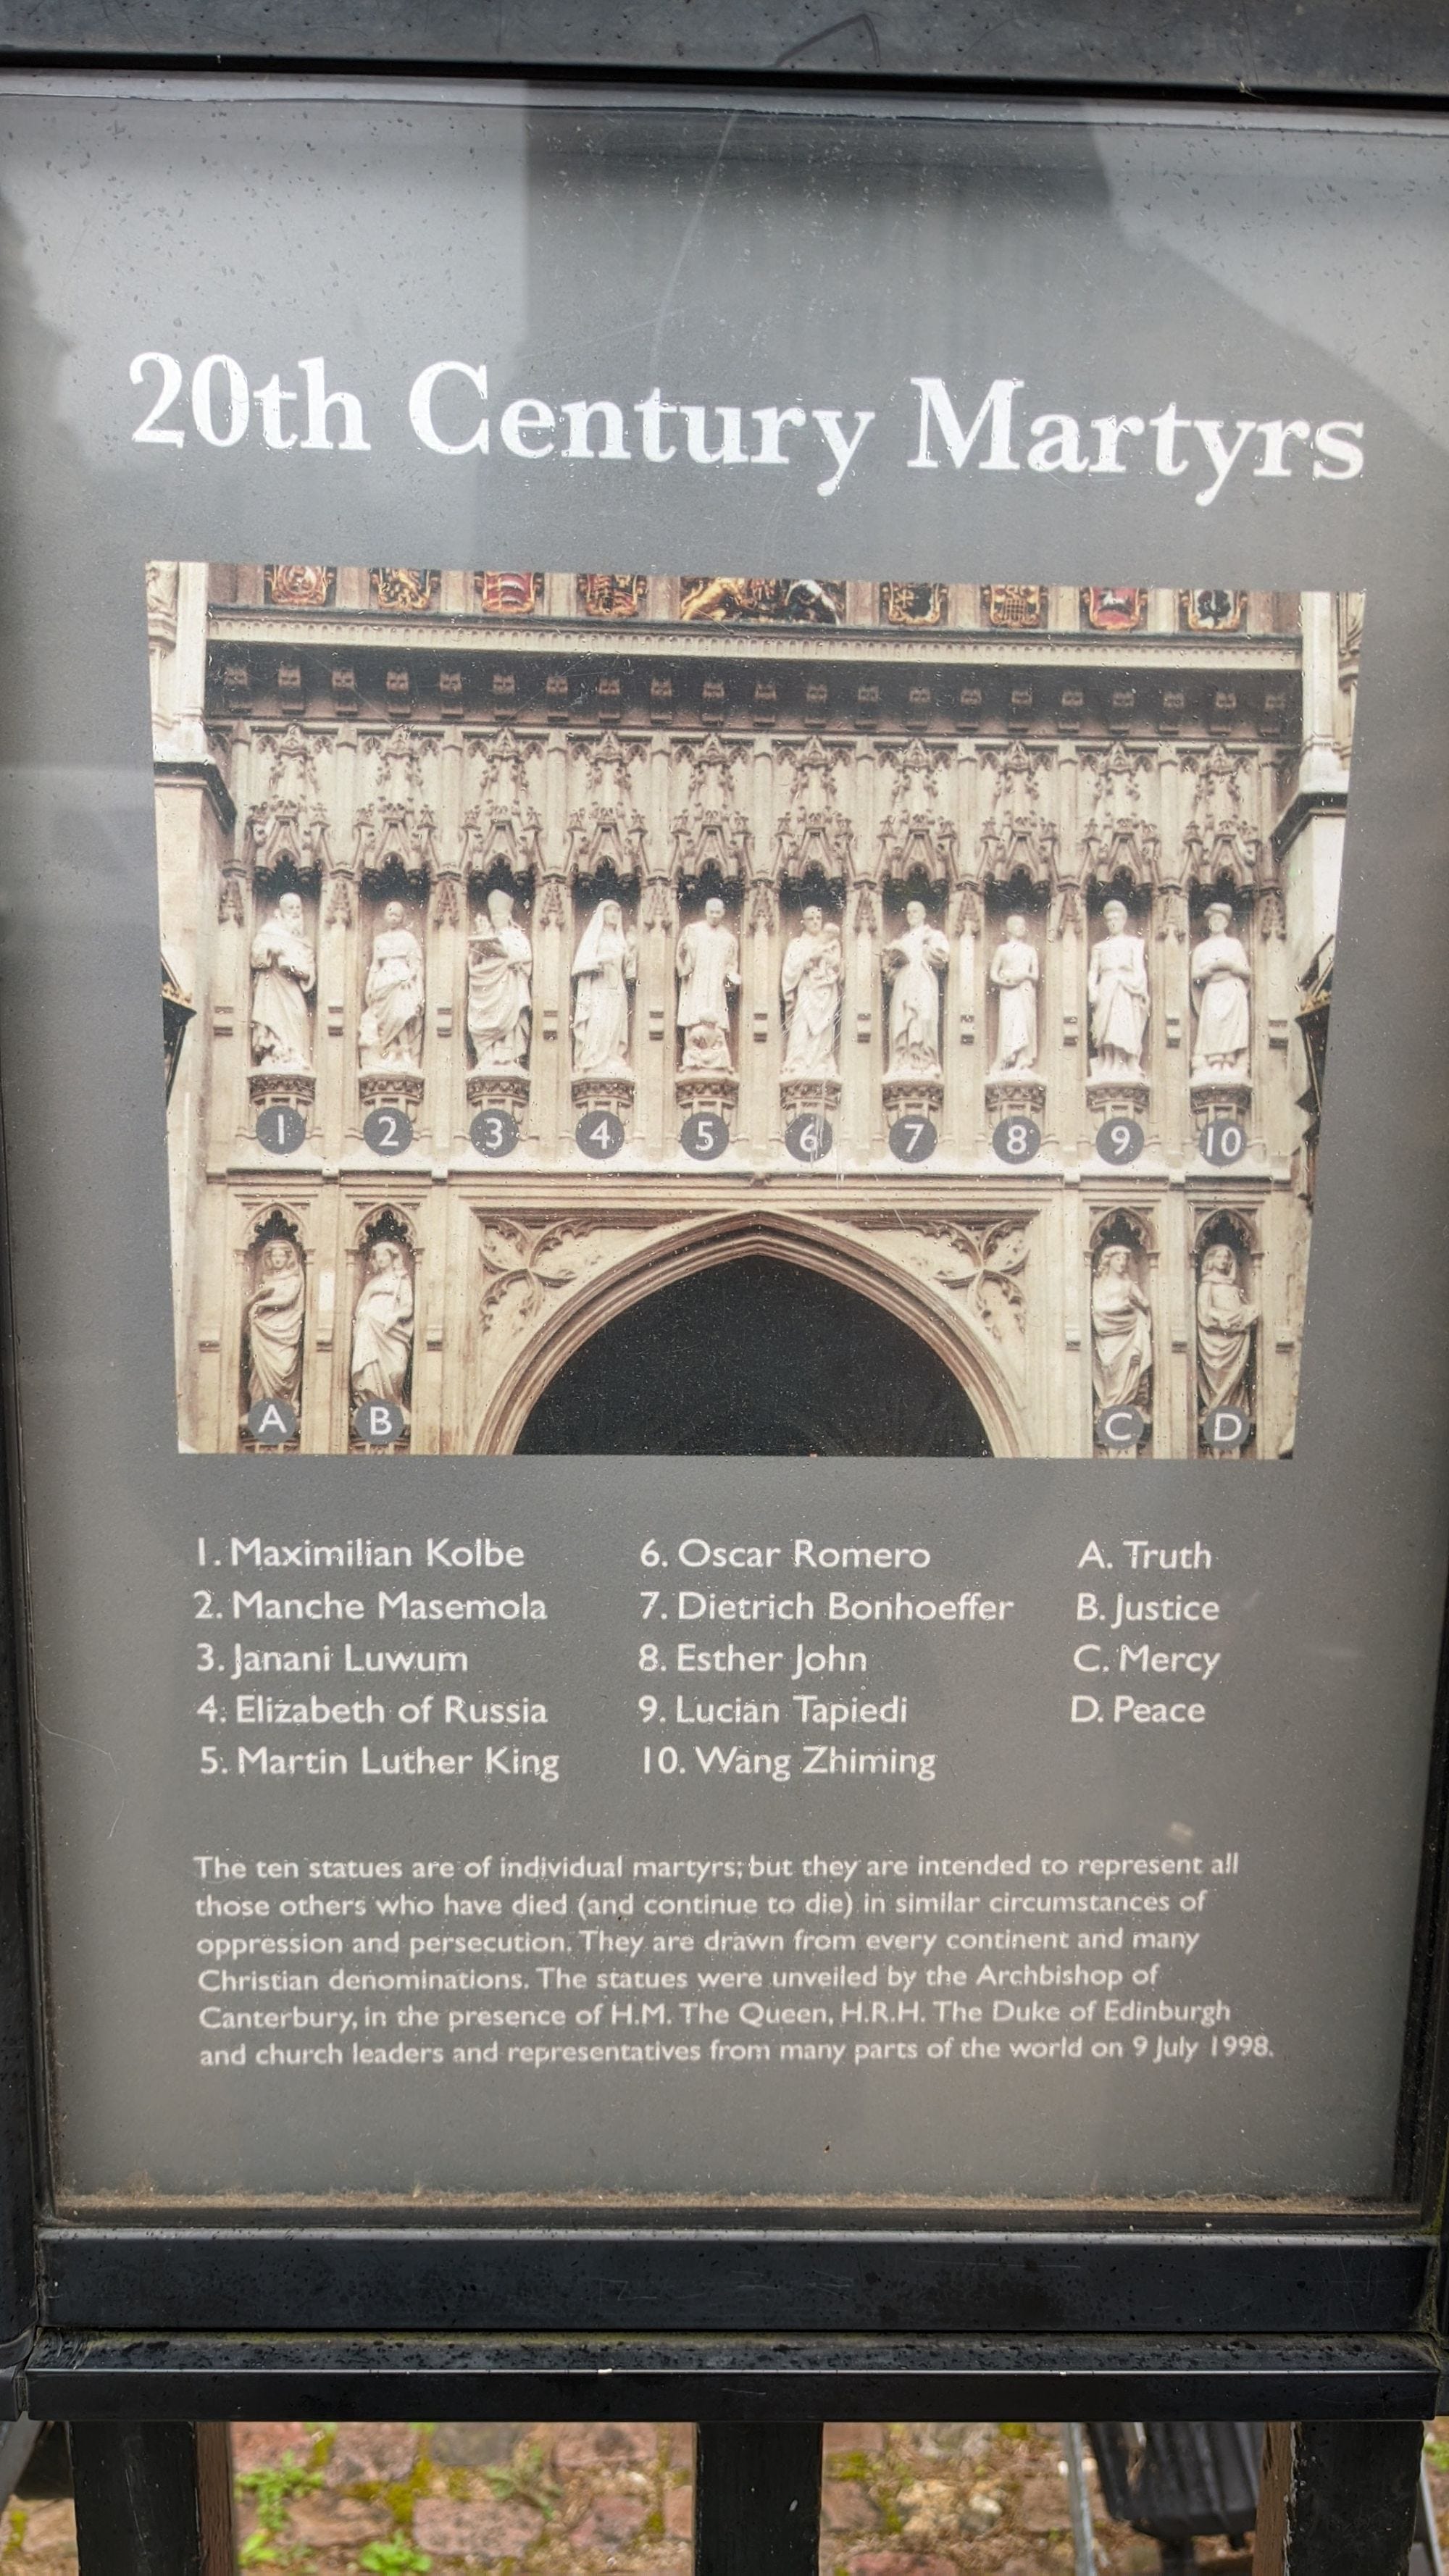 20th Century Martyrs
1 2 3 4 5 6 7 8 9 10
A B C D
1. Maximilian Kolbe
2. Manche Masemola
3. Janani Luwum
4. Elizabeth of Russia
5. Martin Luther King
6. Oscar Romero
7. Dietrich Bonhoeffer
8. Esther John
9. Lucian Tapiedi
10. Wang Zhiming
A. Truth
B. Justice
C. Mercy
D. Peace
The ten statues are of individual martyrs; but they are intended to represent all
those others who have died (and continue to die) in similar circumstances of
oppression and persecution. They are drawn from every continent and many
Christian denominations. The statues were unveiled by the Archbishop of
Canterbury, in the presence of H.M. The Queen, H.R.H. The Duke of Edinburgh
and church leaders and representatives from many parts of the world on 9 July 1998.